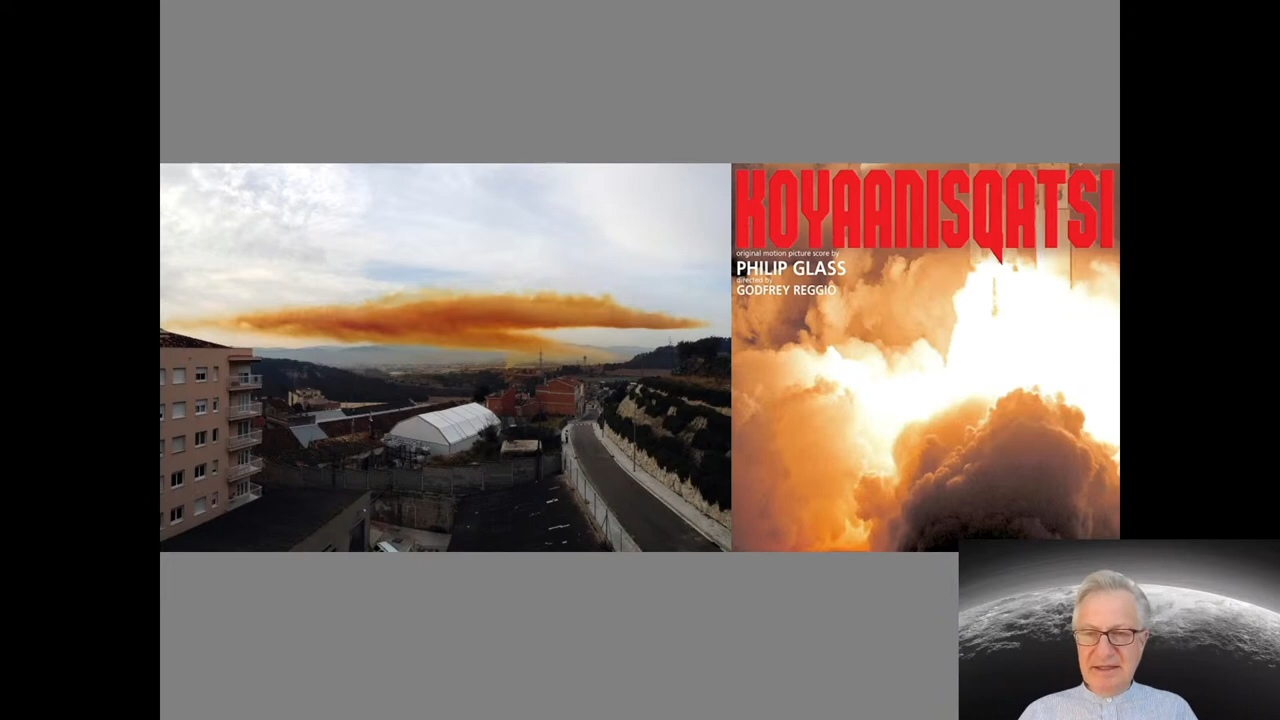 KOYAANISQATSI
original motion picture score by
PHILIP GLASS
directed by
GODFREY REGGIO